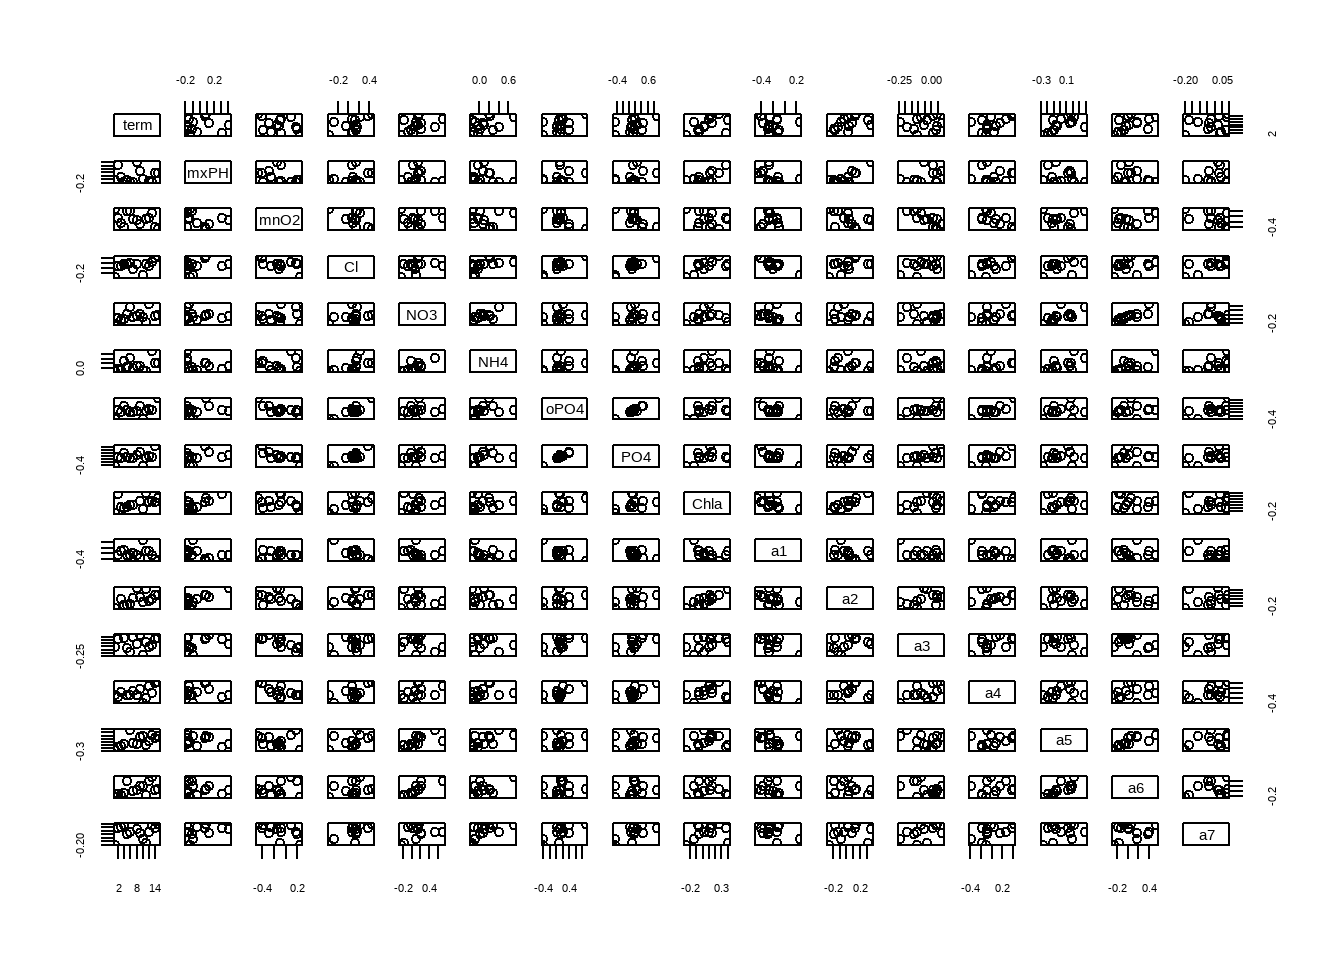 -0.2 0.2 -0.2 0.4 0.0 0.6 -0.4 0.6 -0.4 0.2 -0.25 0.00 -0.3 0.1 -0.20 0.05
term 2
-0.2 mxPH
mnO2 -0.4
-0.2 Cl
NO3 -0.2
0.0 NH4
oPO4 -0.4
-0.4 PO4
Chla -0.2
-0.4 a1
a2 -0.2
-0.25 a3
a4 -0.4
-0.3 a5
a6 -0.2
-0.20 a7
2 8 14 -0.4 0.2 -0.2 0.4 -0.4 0.4 -0.2 0.3 -0.2 0.2 -0.4 0.2 -0.2 0.4